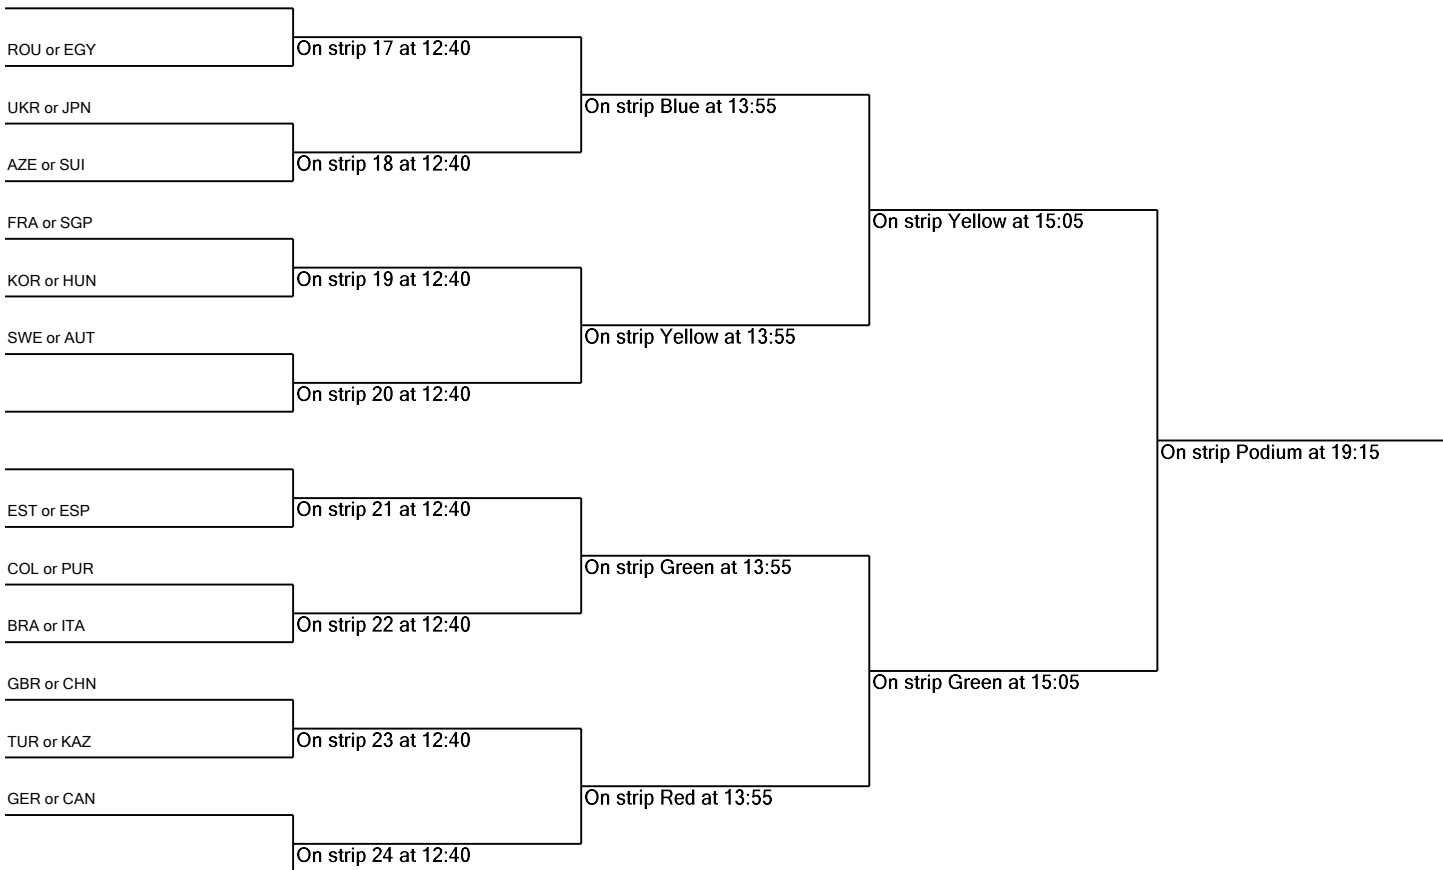 ROU or EGY
On strip 17 at 12:40
UKR or JPN
On strip Blue at 13:55
AZE or SUI
On strip 18 at 12:40
FRA or SGP
On strip Yellow at 15:05
KOR or HUN
On strip 19 at 12:40
SWE or AUT
On strip Yellow at 13:55
On strip 20 at 12:40
On strip Podium at 19:15
EST or ESP
On strip 21 at 12:40
COL or PUR
On strip Green at 13:55
BRA or ITA
On strip 22 at 12:40
GBR or CHN
On strip Green at 15:05
TUR or KAZ
On strip 23 at 12:40
GER or CAN
On strip Red at 13:55
On strip 24 at 12:40